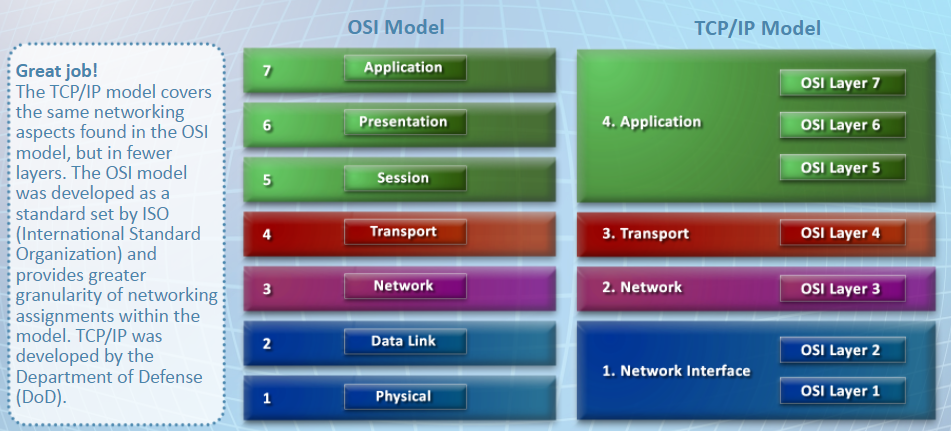 OSI Model
TCP/IP Model
Great job!
The TCP/IP model covers
the same networking
aspects found in the OSI
model, but in fewer
layers. The OSI model
was developed as a
standard set by ISO
(International Standard
Organization) and
provides greater
granularity of networking
assignments within the
model. TCP/IP was
developed by the
Department of Defense
(DoD).
7 Application
6 Presentation
5 Session
4 Transport
3 Network
2 Data Link
1 Physical
4. Application
OSI Layer 7
OSI Layer 6
OSI Layer 5
3. Transport OSI Layer 4
2. Network OSI Layer 3
1. Network Interface
OSI Layer 2
OSI Layer 1